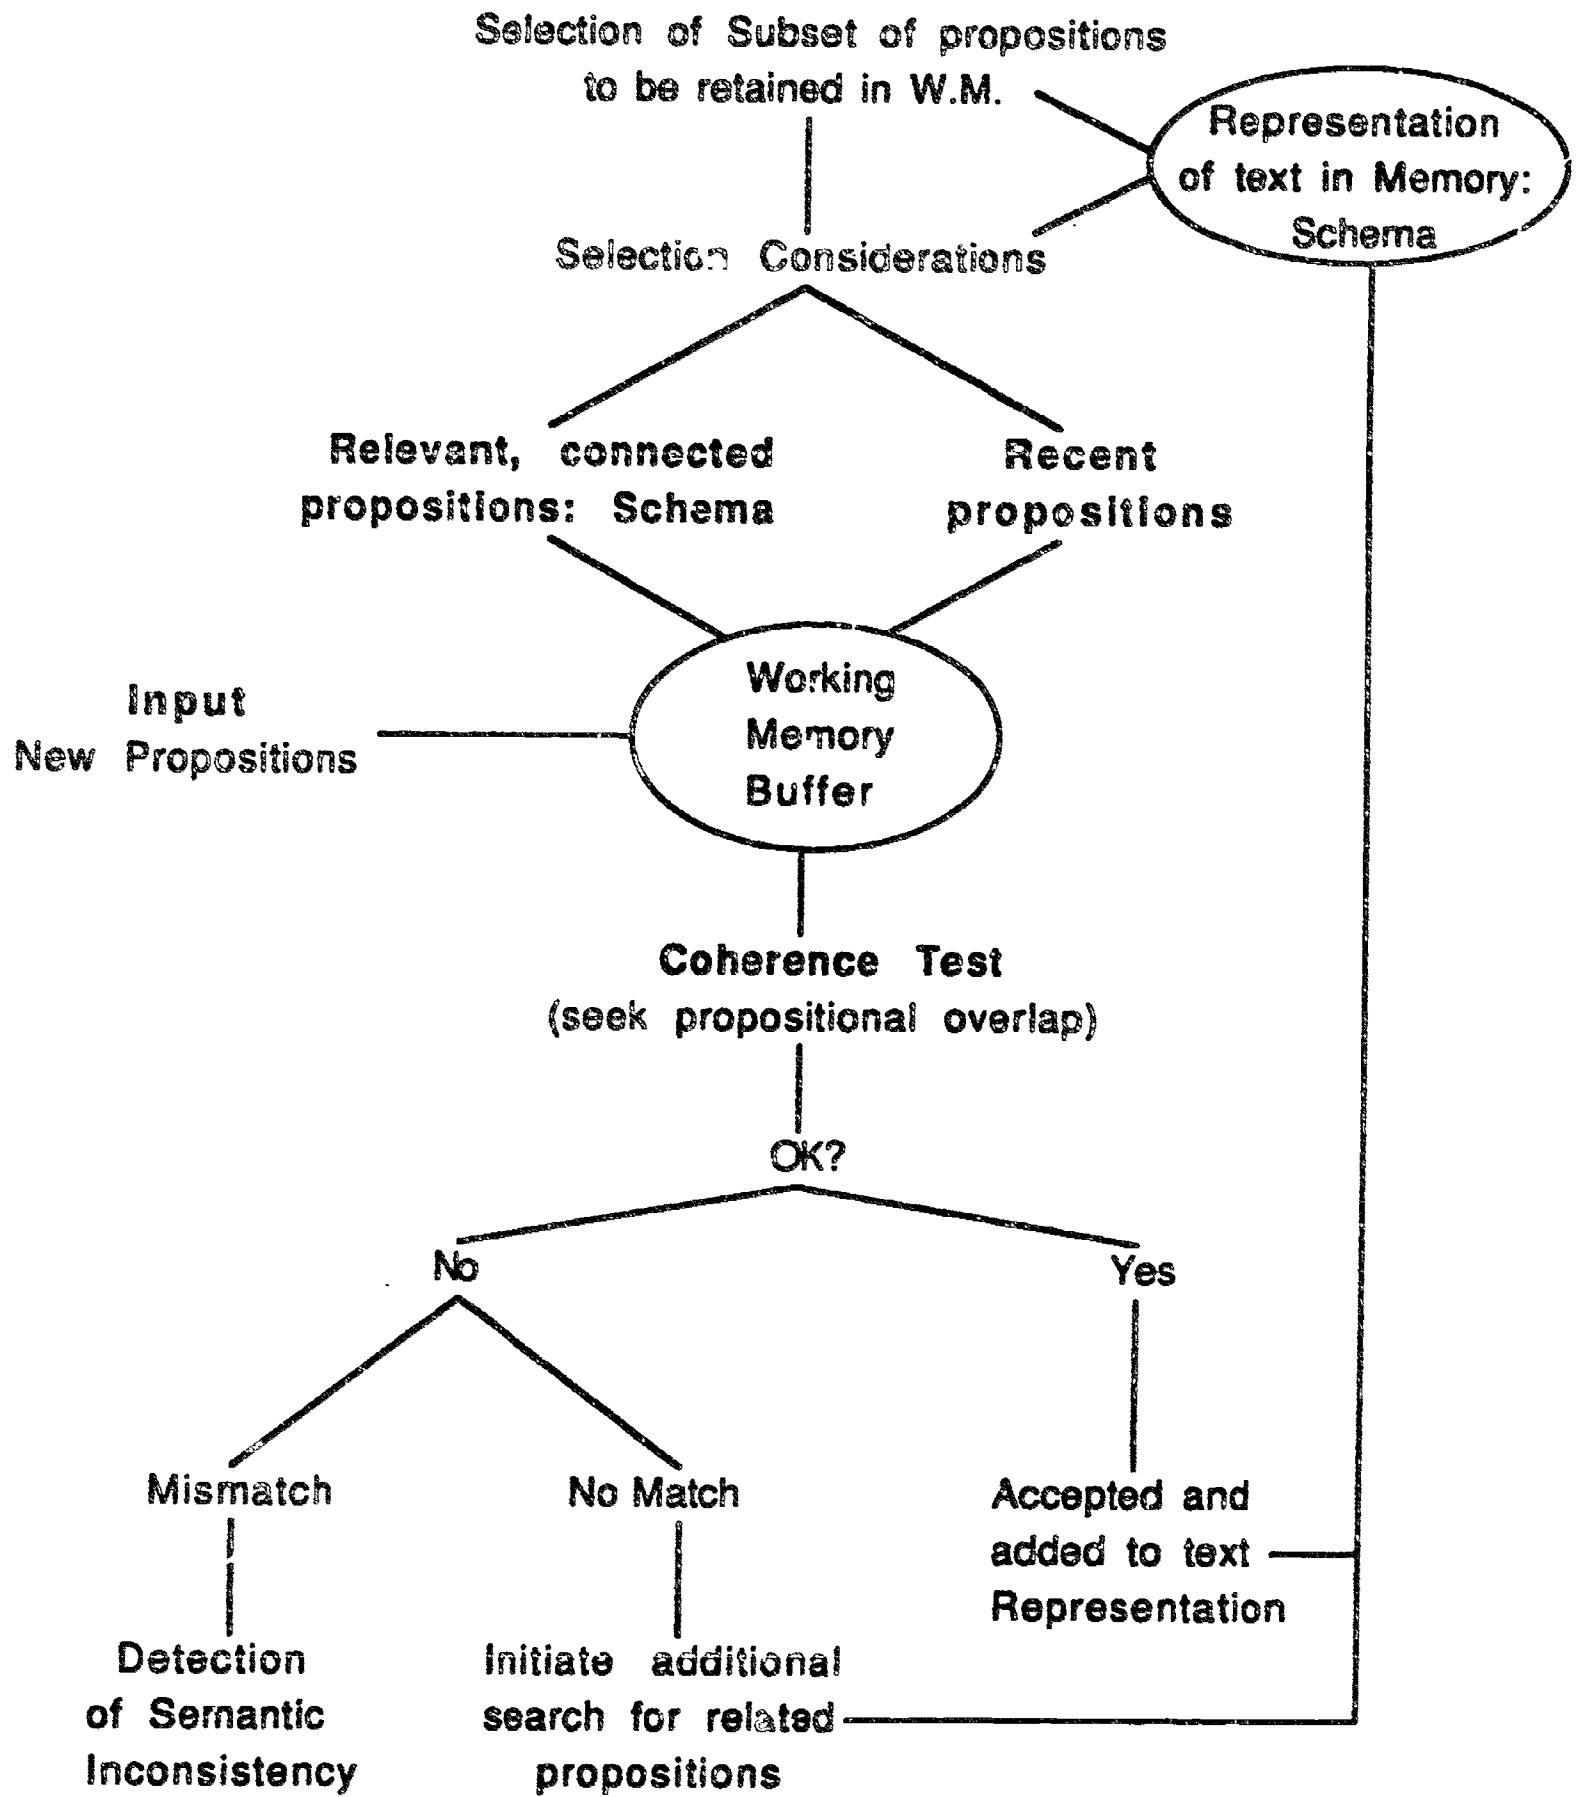 Selection of Subset of propositions
to be retained in W.M.
Representation
of text in Memory:
Schema
Selection Considerations
Relevant, connected
propositions: Schema
Recent
propositions
Working
Memory
Buffer
Input
New Propositions
Coherence Test
(seek propositional overlap)
OK?
No
Yes
Mismatch
No Match
Accepted and
added to text
Representation
Detection
of Semantic
Inconsistency
Initiate additional
search for related
propositions